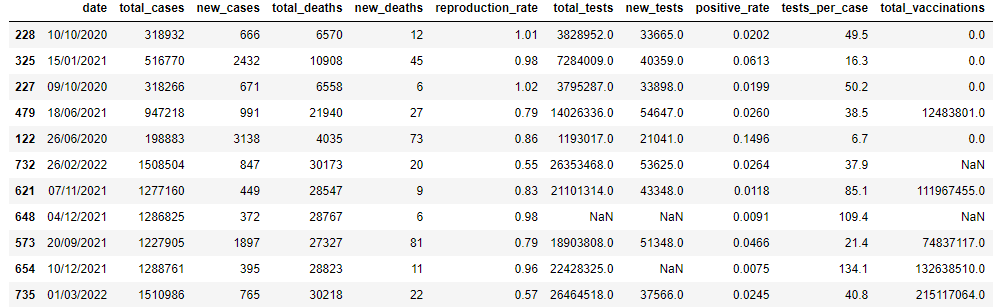 date total_cases new_cases total_deaths new_deaths reproduction_rate total_tests new_tests positive_rate tests_per_case total_vaccinations
228 10/10/2020 318932 666 6570 12 1.01 3828952.0 33665.0 0.0202 49.5 0.0
325 15/01/2021 516770 2432 10908 45 0.98 7284009.0 40359.0 0.0613 16.3 0.0
227 09/10/2020 318266 671 6558 6 1.02 3795287.0 33898.0 0.0199 50.2 0.0
479 18/06/2021 947218 991 21940 27 0.79 14026336.0 54647.0 0.0260 38.5 12483801.0
122 26/06/2020 198883 3138 4035 73 0.86 1193017.0 21041.0 0.1496 6.7 0.0
732 26/02/2022 1508504 847 30173 20 0.55 26353468.0 53625.0 0.0264 37.9 NaN
621 07/11/2021 1277160 449 28547 9 0.83 21101314.0 43348.0 0.0118 85.1 111967455.0
648 04/12/2021 1286825 372 28767 6 0.98 NaN NaN 0.0091 109.4 NaN
573 20/09/2021 1227905 1897 27327 81 0.79 18903808.0 51348.0 0.0466 21.4 74837117.0
654 10/12/2021 1288761 395 28823 11 0.96 22428325.0 NaN 0.0075 134.1 132638510.0
735 01/03/2022 1510986 765 30218 22 0.57 26464518.0 37566.0 0.0245 40.8 215117064.0